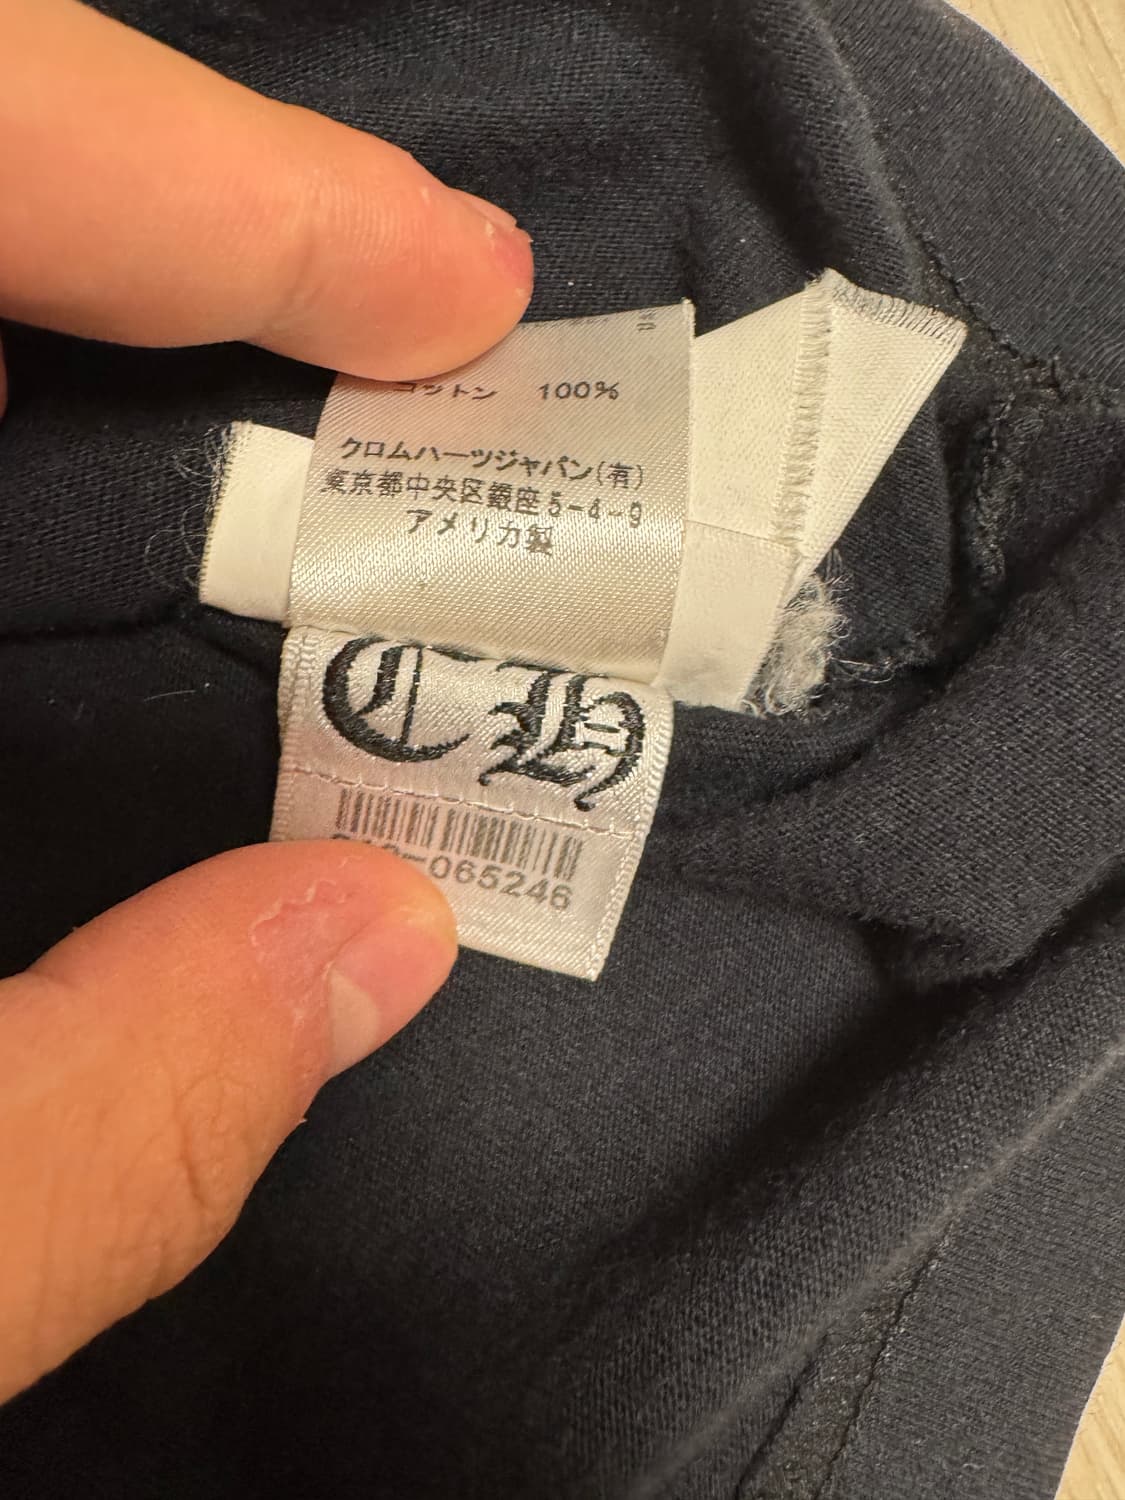 コットン 100%
クロムハーツジャパン(有)
東京都中央区銀座5-4-9
アメリカ製
CH
-065246